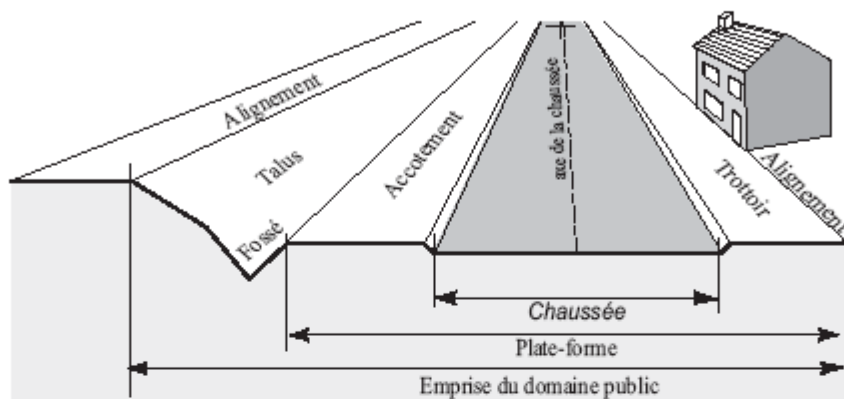 Alignement
Talus
Fossé
Accotement
axe de la chaussée
Trottoir
Alignement
Chaussée
Plate-forme
Emprise du domaine public